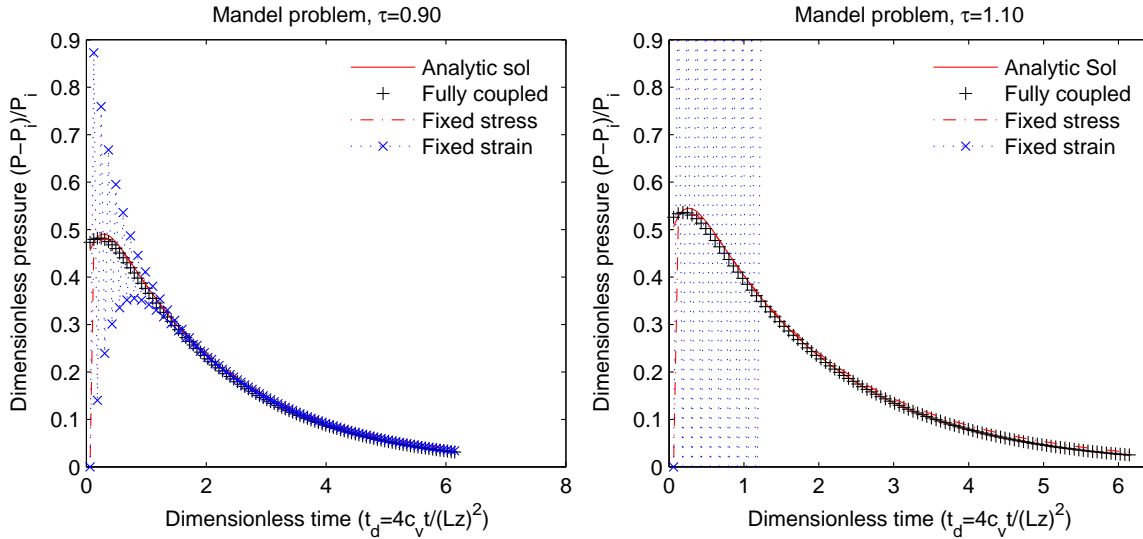 Mandel problem, τ=0.90
Analytic sol
Fully coupled
Fixed stress
Fixed strain
0.9
0.8
0.7
0.6
0.5
0.4
0.3
0.2
0.1
0
0 2 4 6 8
Dimensionless pressure (P−P_i)/P_i
Dimensionless time (t_d=4c_v t/(Lz)^2)
Mandel problem, τ=1.10
Analytic Sol
Fully coupled
Fixed stress
Fixed strain
0.9
0.8
0.7
0.6
0.5
0.4
0.3
0.2
0.1
0
0 1 2 3 4 5 6
Dimensionless pressure (P−P_i)/P_i
Dimensionless time (t_d=4c_v t/(Lz)^2)